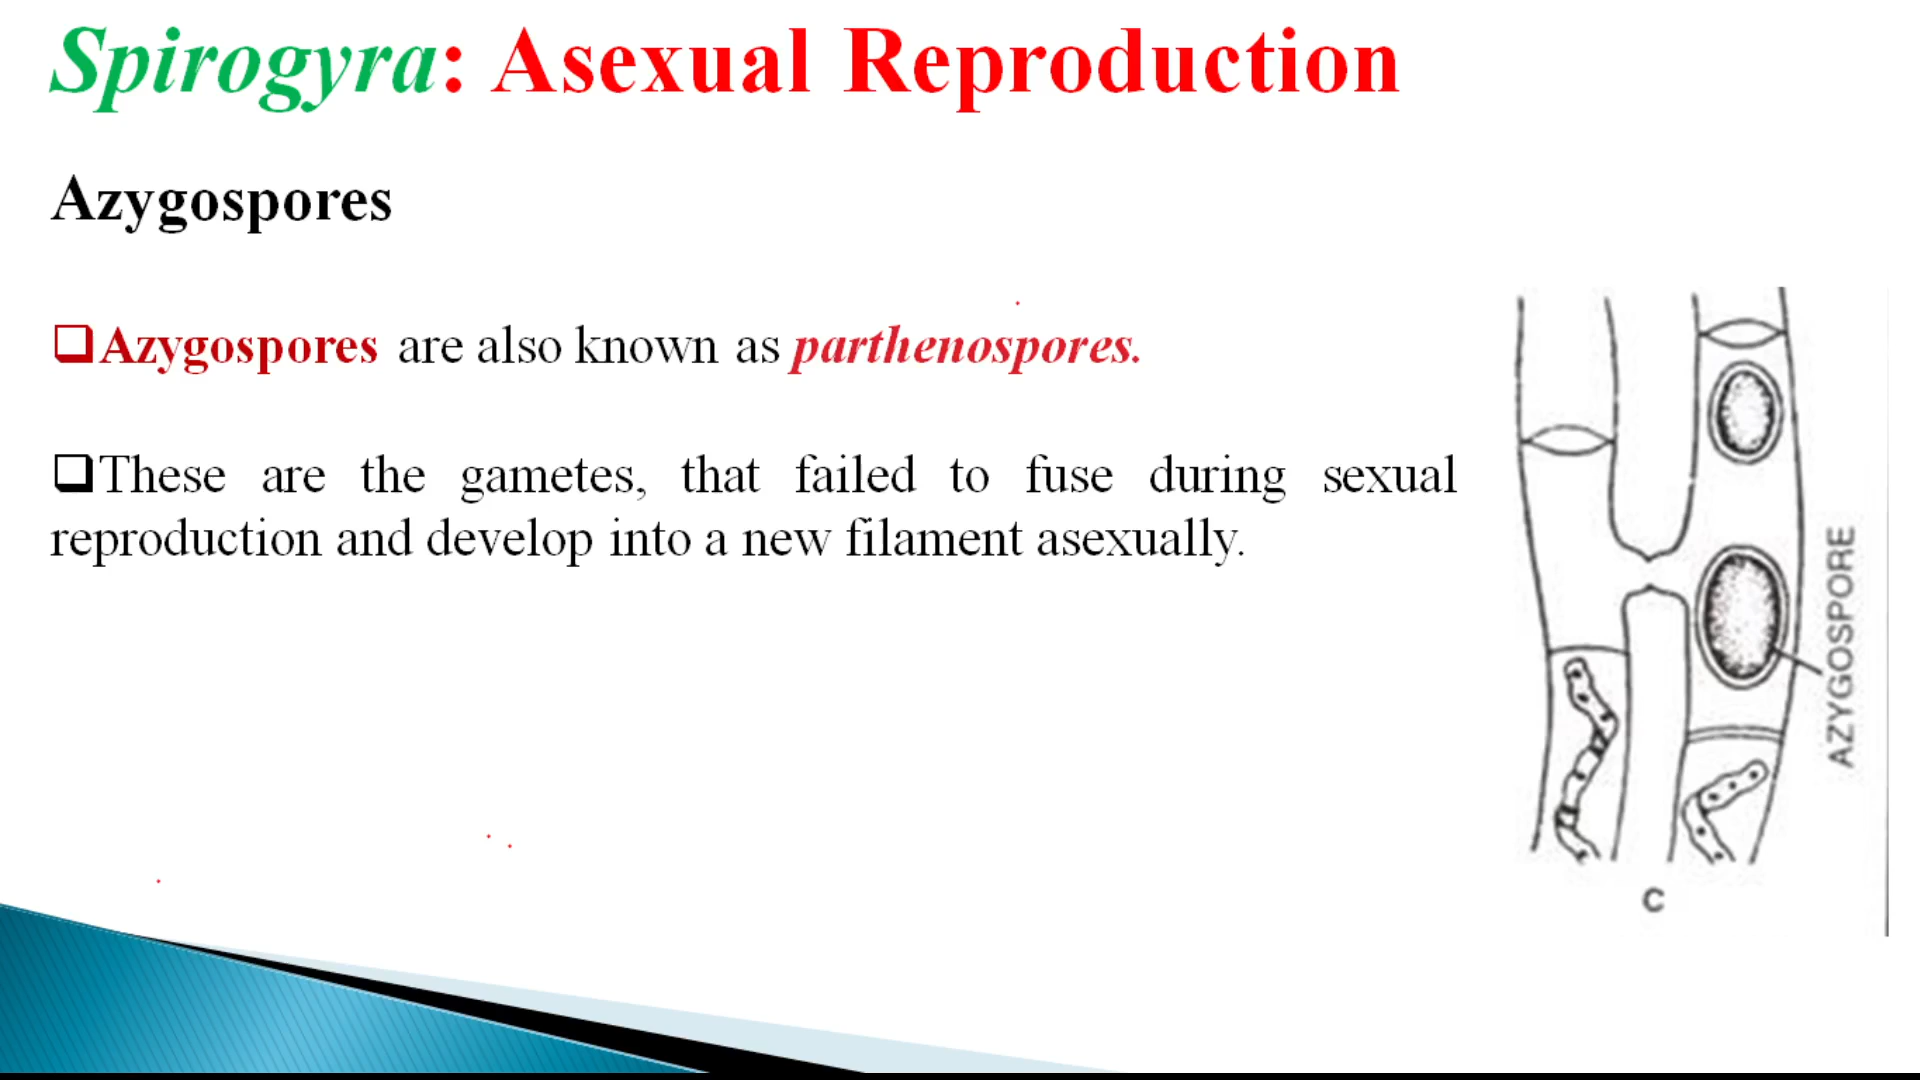 Spirogyra: Asexual Reproduction
Azygospores
❑Azygospores are also known as parthenospores.
❑These are the gametes, that failed to fuse during sexual
reproduction and develop into a new filament asexually.
AZYGOSPORE
C